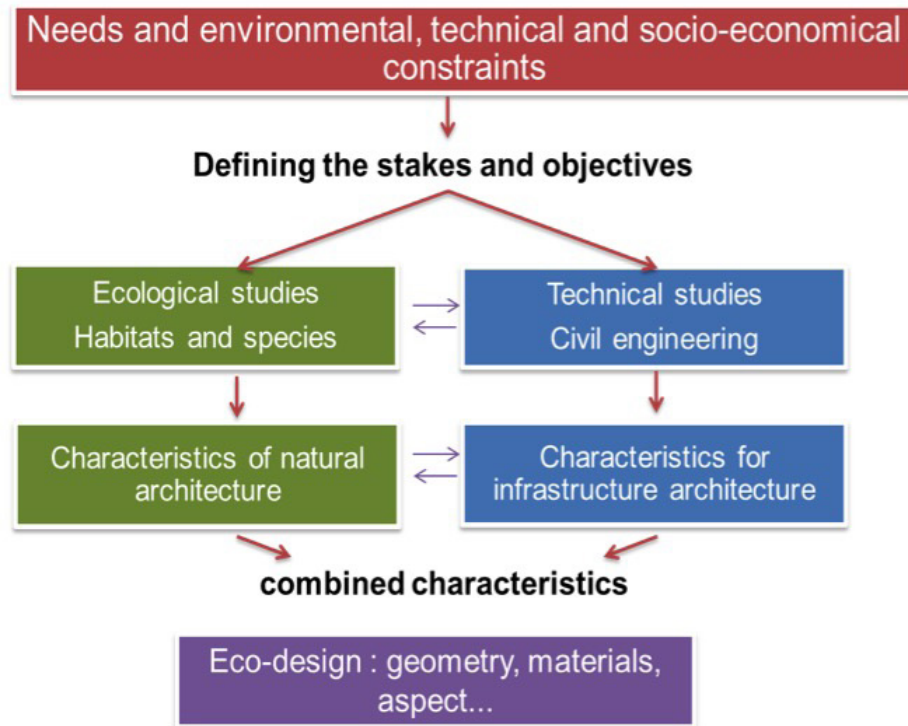 Needs and environmental, technical and socio-economical
constraints
Defining the stakes and objectives
Ecological studies
Habitats and species
Technical studies
Civil engineering
Characteristics of natural
architecture
Characteristics for
infrastructure architecture
combined characteristics
Eco-design : geometry, materials,
aspect...